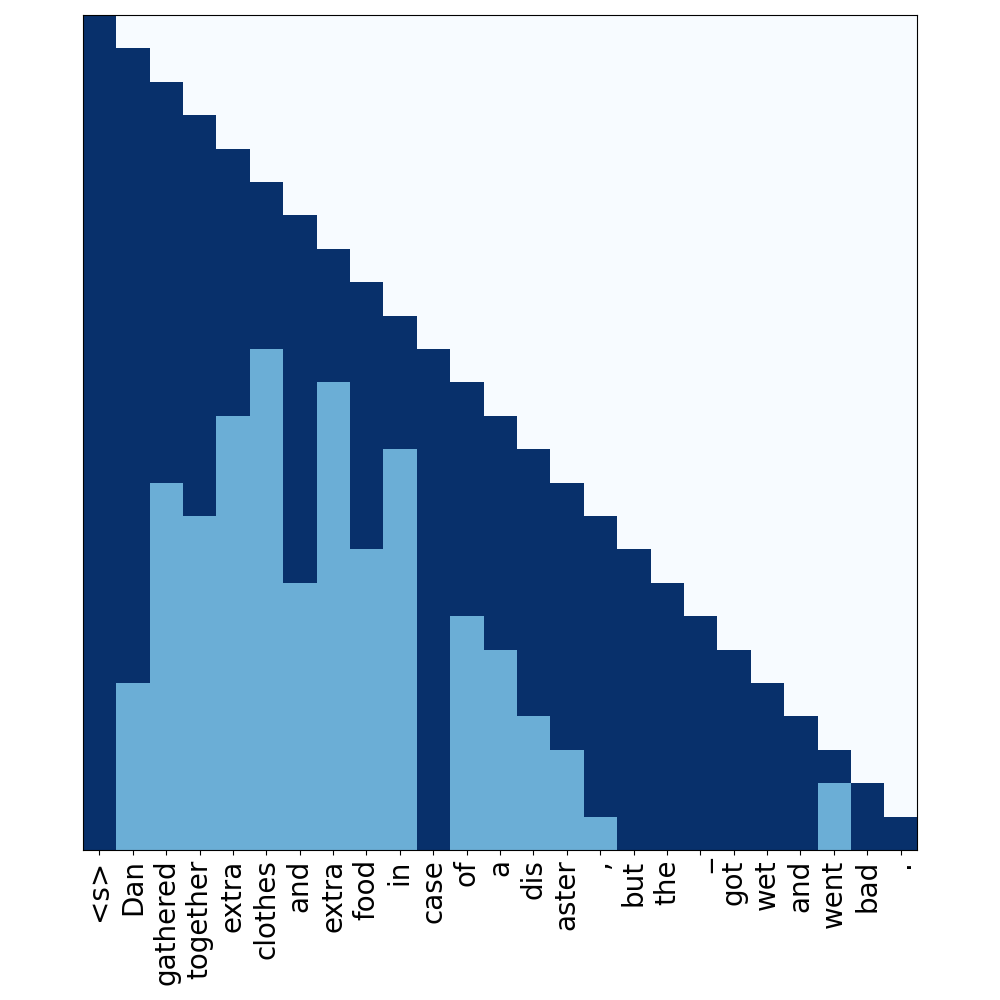 <s> Dan gathered together extra clothes and extra food in case of a dis aster , but the _ got wet and went bad .